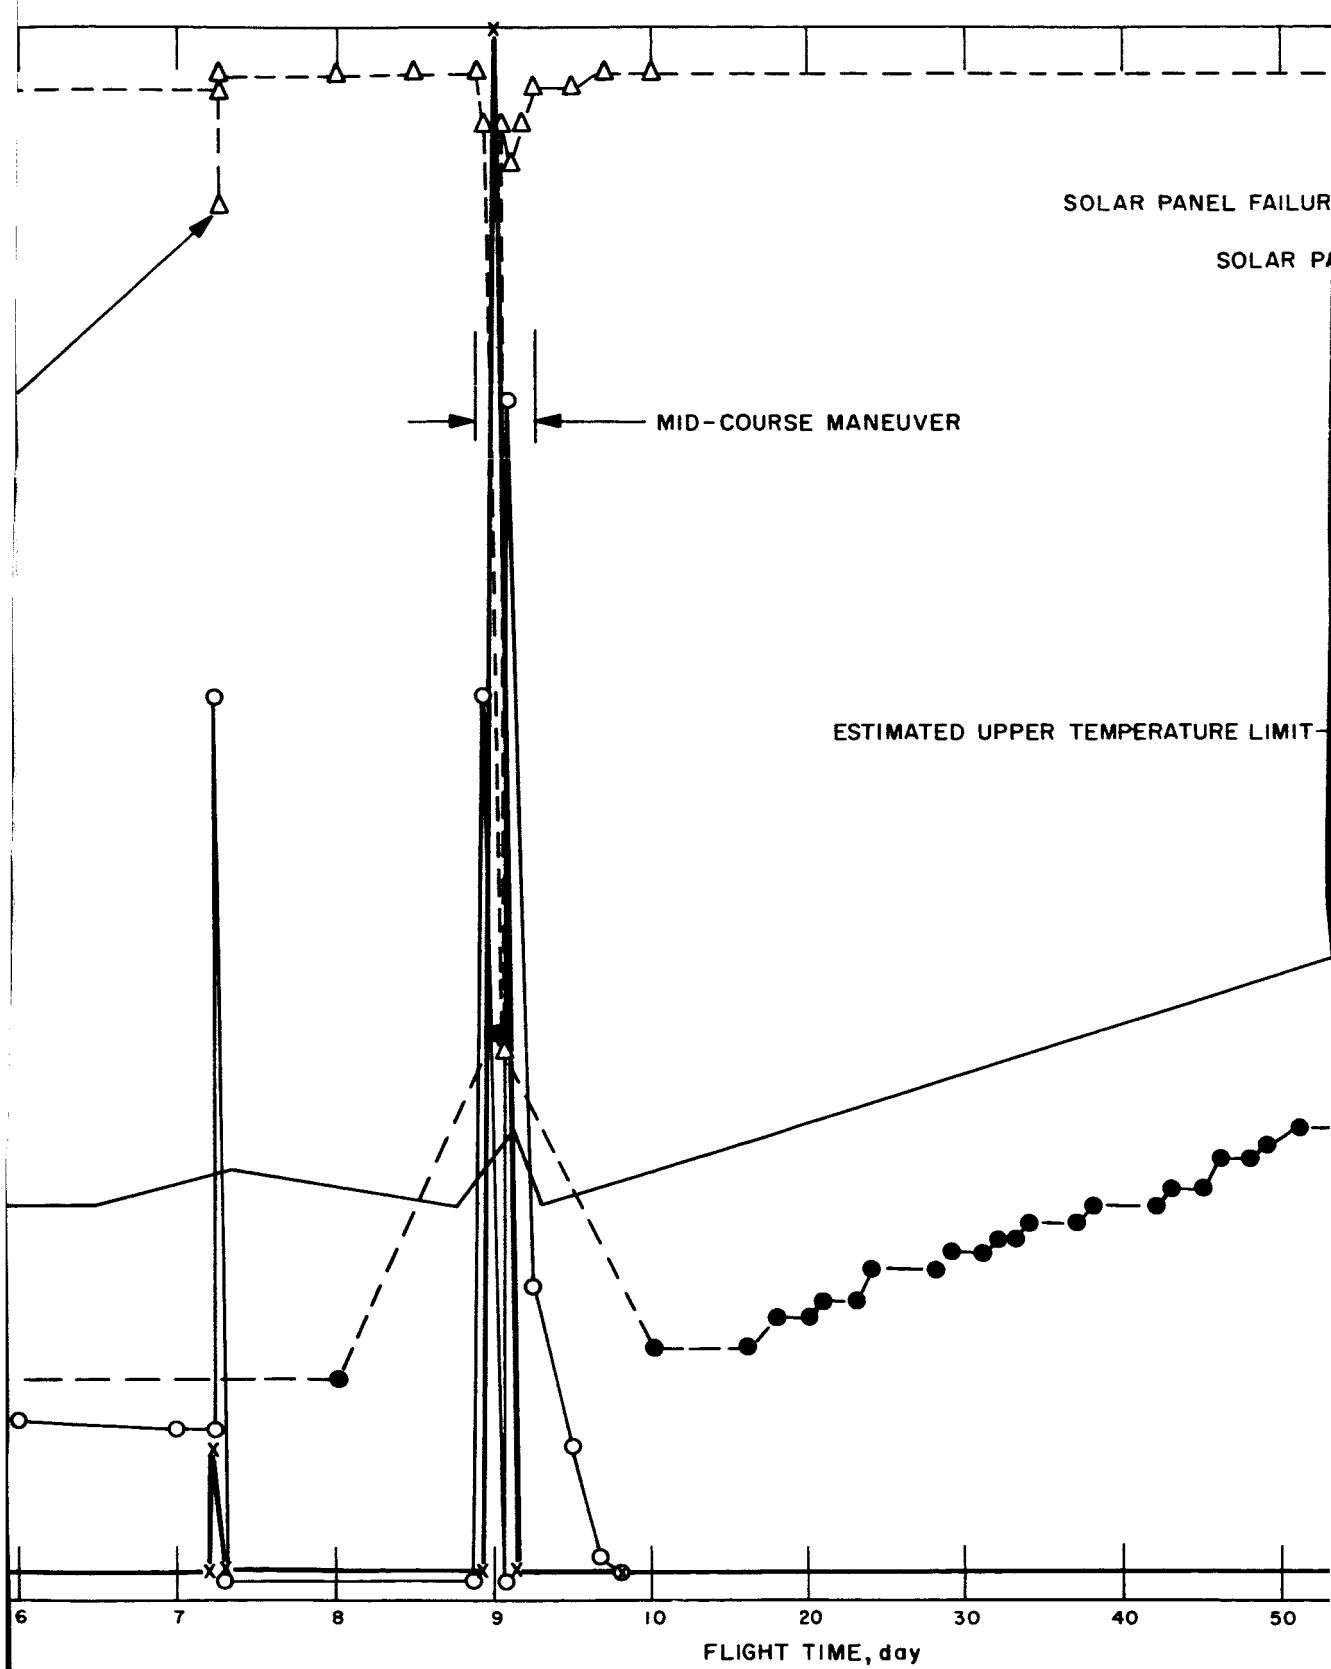 SOLAR PANEL FAILUR
SOLAR PA
MID-COURSE MANEUVER
ESTIMATED UPPER TEMPERATURE LIMIT
6 7 8 9 10 20 30 40 50
FLIGHT TIME, day